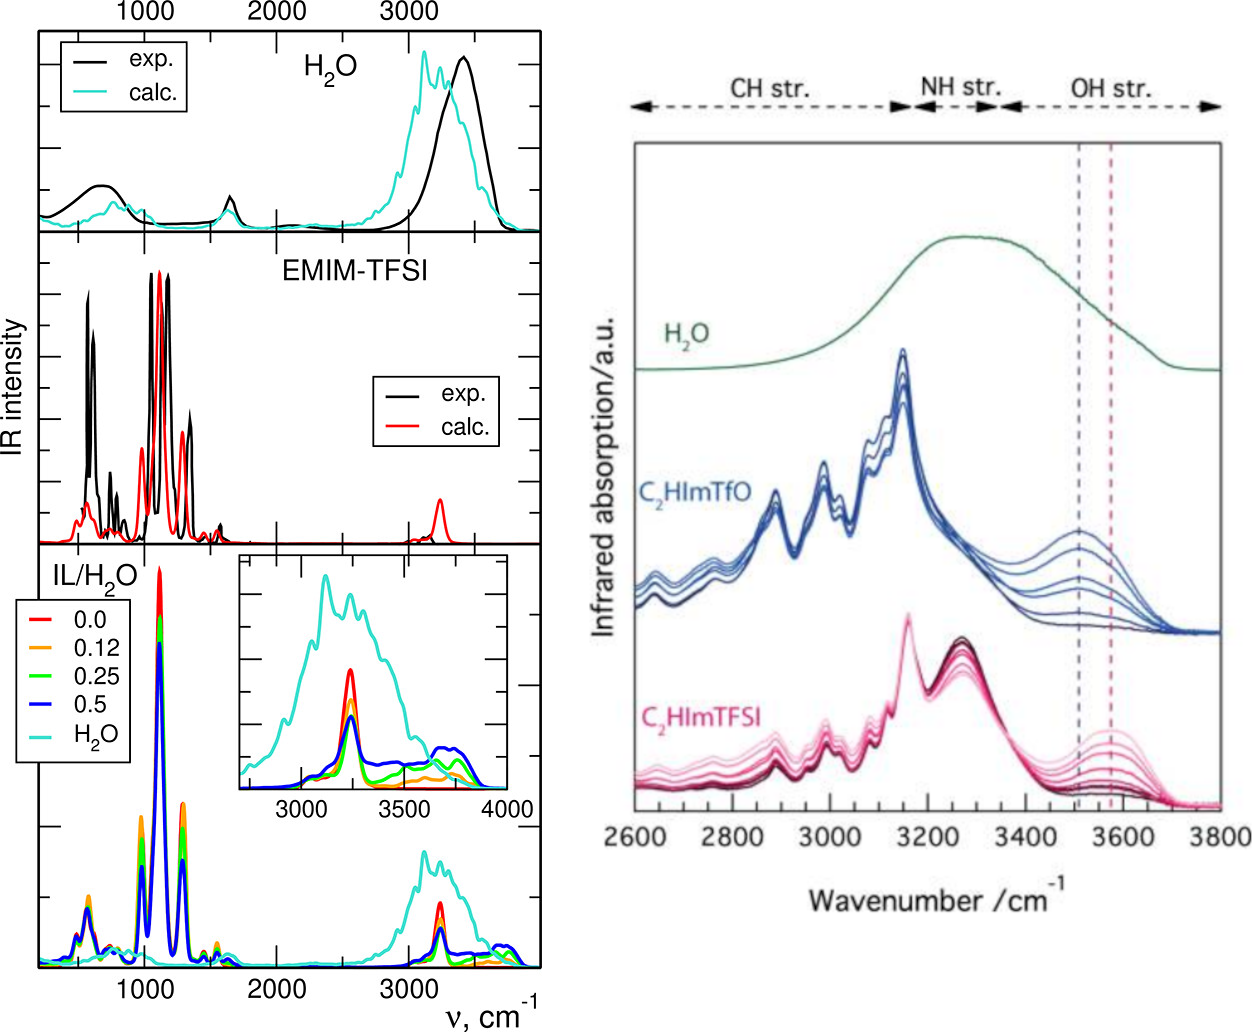 1000 2000 3000
exp.
calc.
H2O
EMIM-TFSI
exp.
calc.
IR intensity
IL/H2O
0.0
0.12
0.25
0.5
H2O
3000 3500 4000
1000 2000 3000
ν, cm-1
CH str. NH str. OH str.
H2O
C2HImTfO
C2HImTFSI
Infrared absorption/a.u.
2600 2800 3000 3200 3400 3600 3800
Wavenumber /cm-1